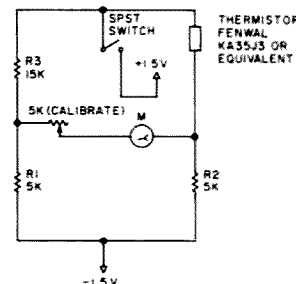 SPST
SWITCH
THERMISTOR
FENWAL
KA35J3 OR
EQUIVALENT
+1.5V
R3
15K
5K (CALIBRATE)
M
R1
5K
R2
5K
-1.5V